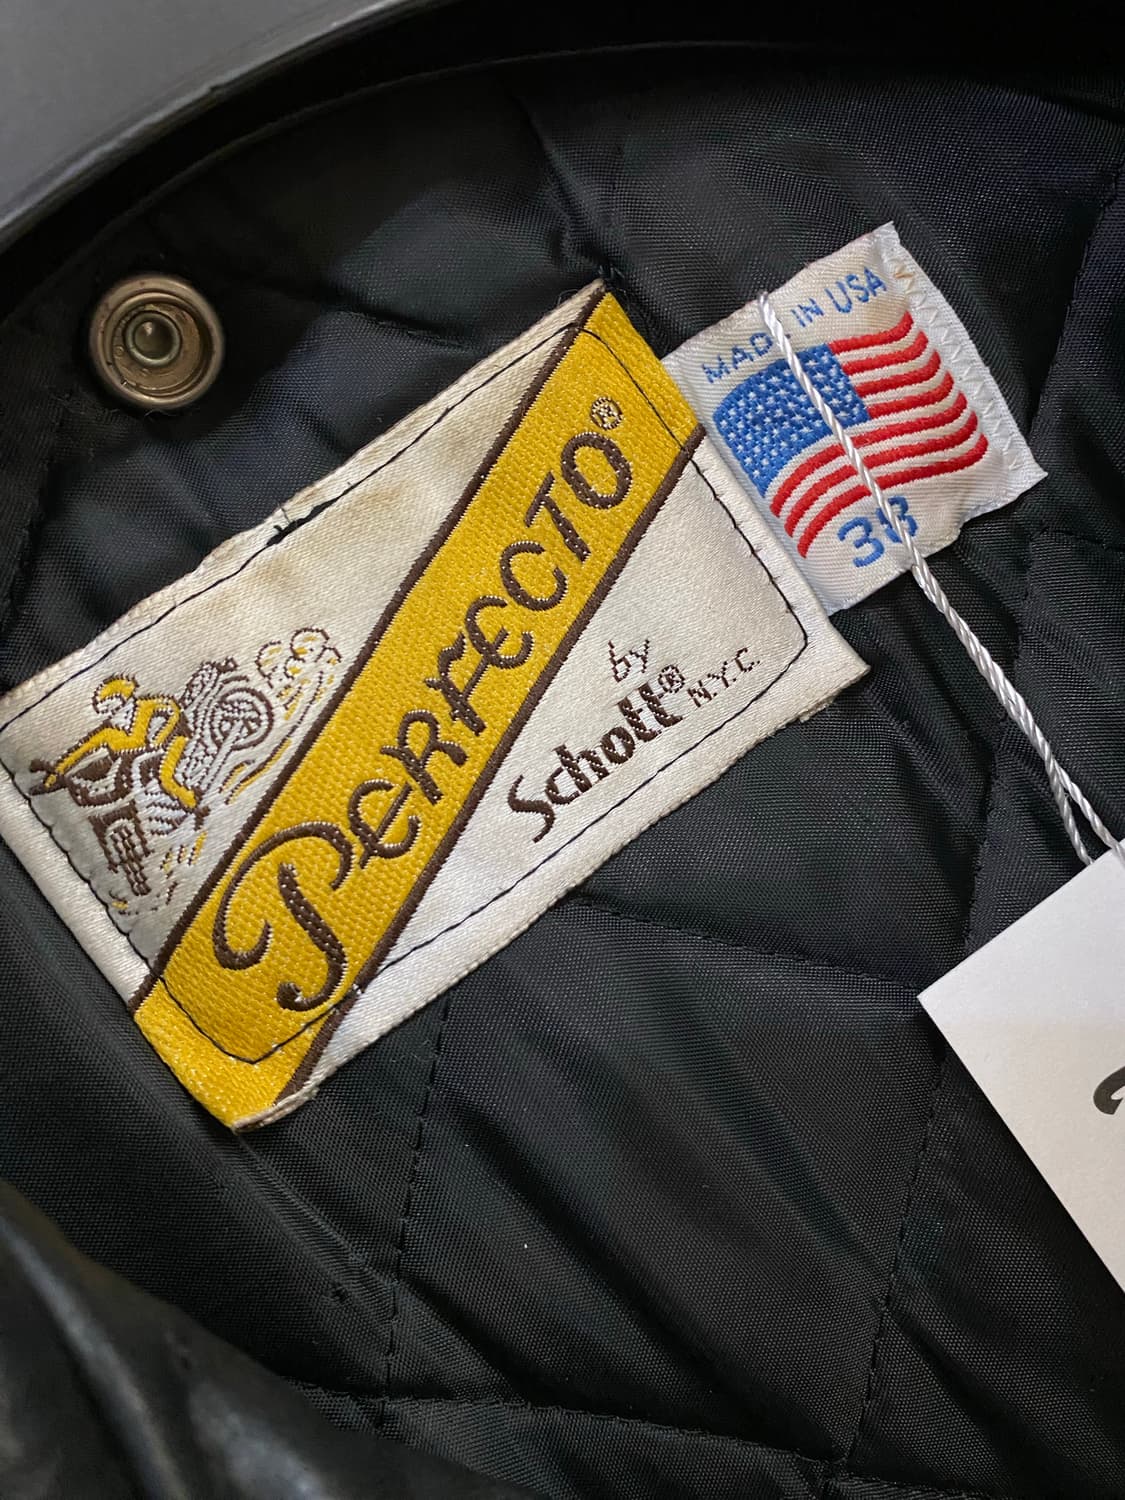 PERFECTO®
by
Schott® N.Y.C.
MADE IN USA
38